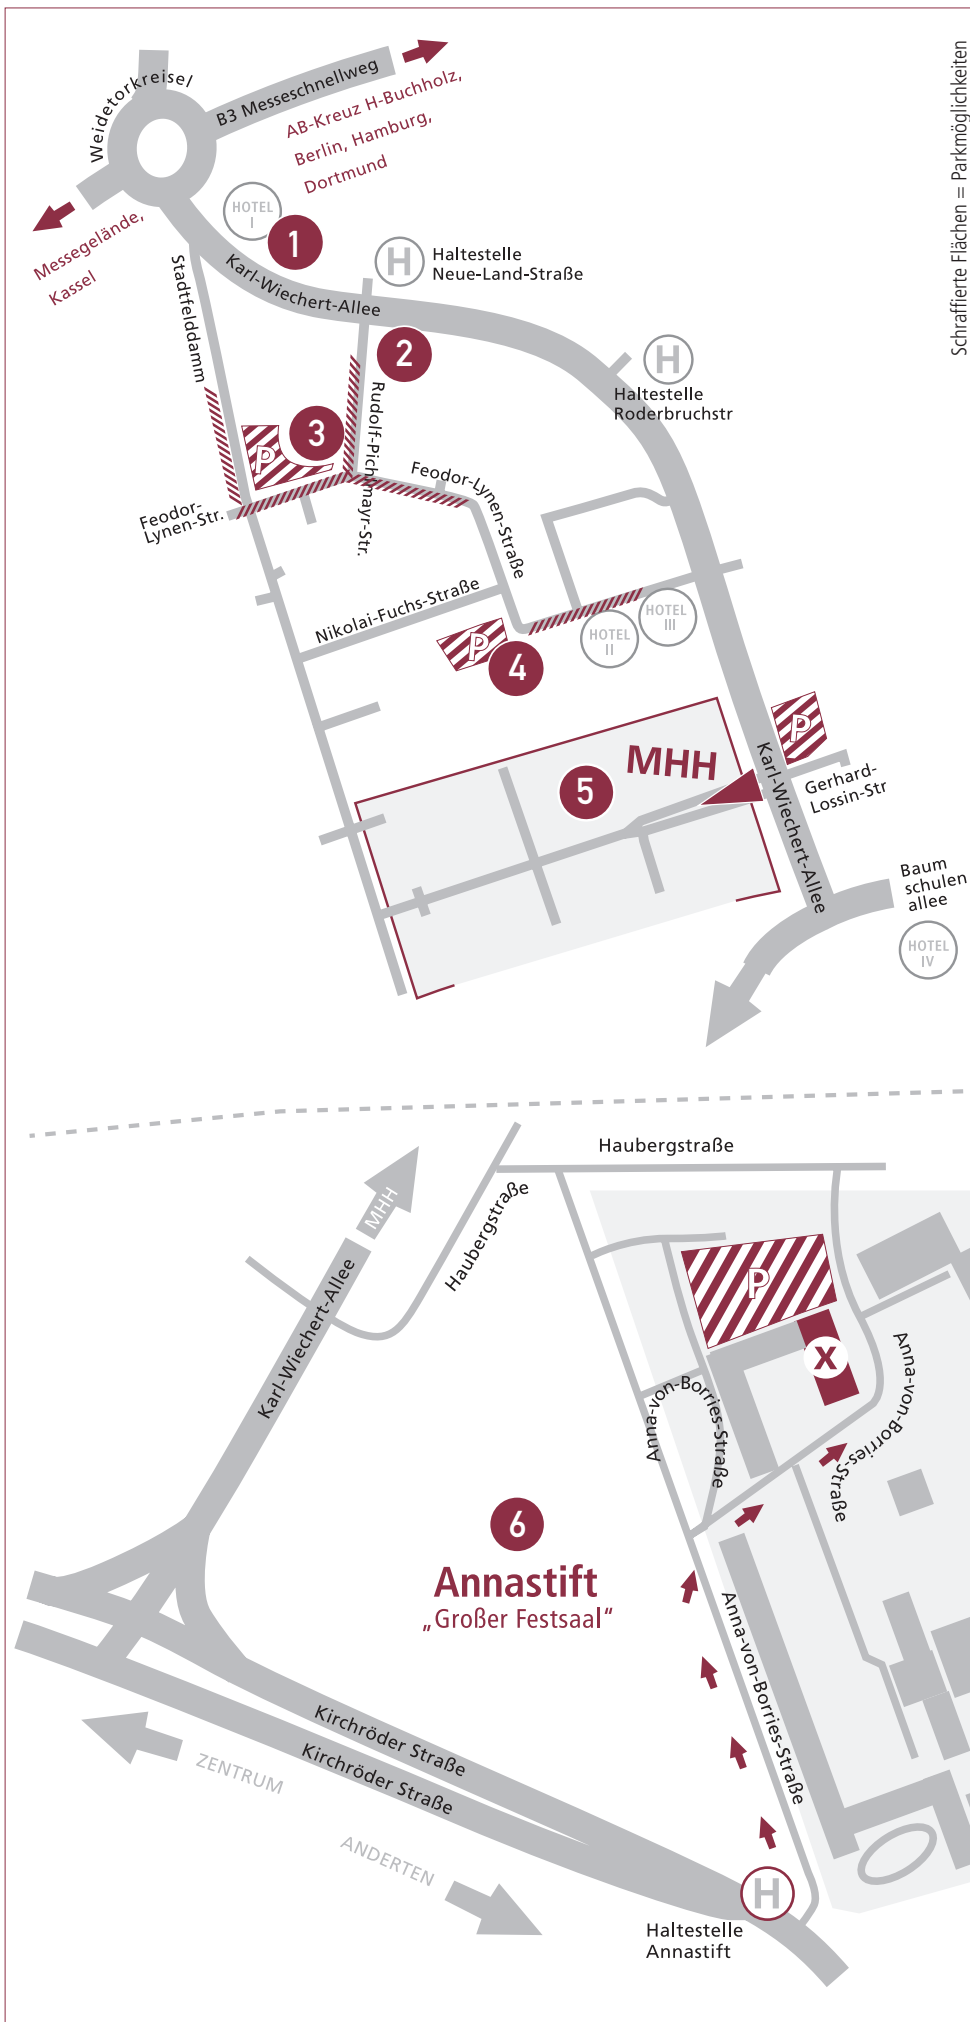 Weidetorkreisel
B3 Messeschnellweg
AB-Kreuz H-Buchholz,
Berlin, Hamburg,
Dortmund
Schraffierte Flächen = Parkmöglichkeiten
Messegelände,
Kassel
HOTEL
I
1
Karl-Wiechert-Allee
H
Haltestelle
Neue-Land-Straße
Stadtfelddamm
2
H
Haltestelle
Roderbruchstr
3
P
Rudolf-Pichlmayr-Str.
Feodor-Lynen-Straße
Feodor-
Lynen-Str.
Nikolai-Fuchs-Straße
P
4
HOTEL
II
HOTEL
III
P
MHH
5
Karl-Wiechert-Allee
Gerhard-
Lossin-Str
Baum
schulen
allee
HOTEL
IV
Haubergstraße
MHH
Haubergstraße
Karl-Wiechert-Allee
P
X
Anna-von-Borries-Straße
Anna-von-Borries-Straße
6
Annastift
„Großer Festsaal“
Anna-von-Borries-Straße
Kirchröder Straße
Kirchröder Straße
ZENTRUM
ANDERTEN
H
Haltestelle
Annastift